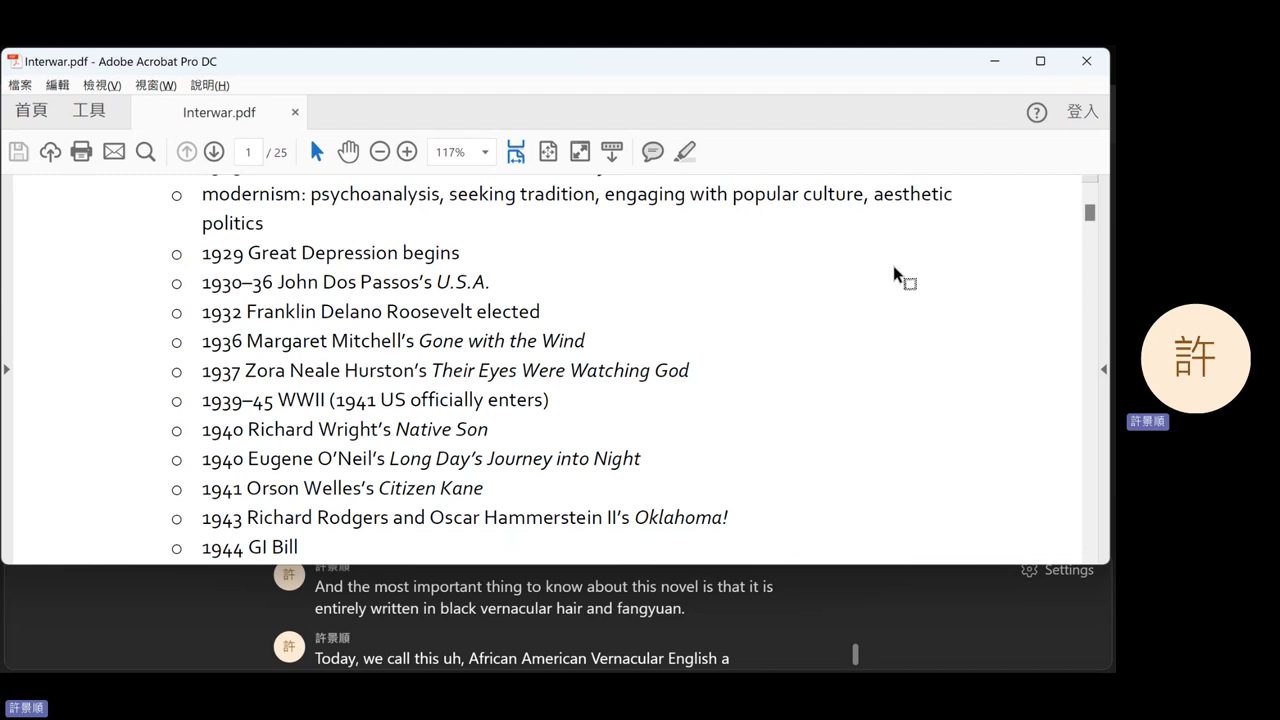 Interwar.pdf - Adobe Acrobat Pro DC
檔案 編輯 檢視(V) 視窗(W) 說明(H)
首頁 工具 Interwar.pdf × ? 登入
1 / 25 117%
o modernism: psychoanalysis, seeking tradition, engaging with popular culture, aesthetic
politics
o 1929 Great Depression begins
o 1930–36 John Dos Passos’s U.S.A.
o 1932 Franklin Delano Roosevelt elected
o 1936 Margaret Mitchell’s Gone with the Wind
o 1937 Zora Neale Hurston’s Their Eyes Were Watching God
o 1939–45 WWII (1941 US officially enters)
o 1940 Richard Wright’s Native Son
o 1940 Eugene O’Neil’s Long Day’s Journey into Night
o 1941 Orson Welles’s Citizen Kane
o 1943 Richard Rodgers and Oscar Hammerstein II’s Oklahoma!
o 1944 GI Bill
許
許景順
Settings
許 許景順
And the most important thing to know about this novel is that it is
entirely written in black vernacular hair and fangyuan.
許 許景順
Today, we call this uh, African American Vernacular English a
許景順